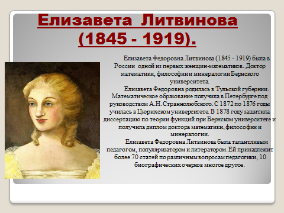 Елизавета Литвинова
(1845 - 1919).
Елизавета Федоровна Литвинова (1845 - 1919) была в
России одной из первых женщин-математиков. Доктор
математики, философии и минералогии Бернского
университета.
Елизавета Федоровна родилась в Тульской губернии.
Математическое образование получила в Петербурге под
руководством А.Н. Страннолюбского. С 1872 по 1876 годы
училась в Цюрихском университете. В 1878 году защитила
диссертацию по теории функций при Бернском университете и
получила диплом доктора математики, философии и
минералогии.
Елизавета Федоровна Литвинова была талантливым
педагогом, популяризатором и литератором. Ей принадлежит
более 70 статей по различным вопросам педагогики, 10
биографических очерков многое другое.